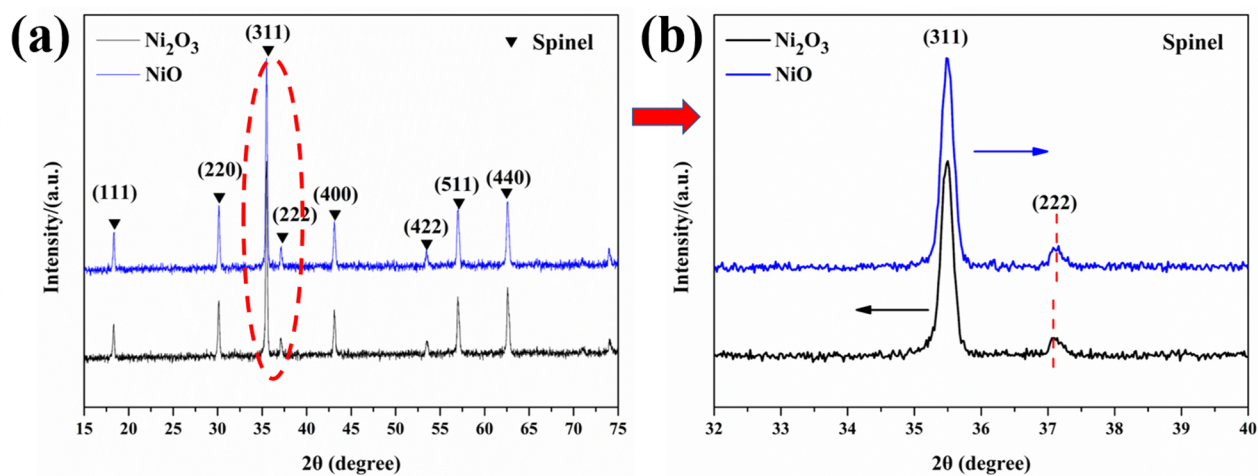 (a)
Ni₂O₃
NiO
(311)
▼ Spinel
(111)
(220)
(222)
(400)
(422)
(511)
(440)
Intensity/(a.u.)
15 20 25 30 35 40 45 50 55 60 65 70 75
2θ (degree)
(b)
Ni₂O₃
NiO
(311)
Spinel
(222)
Intensity/(a.u.)
32 33 34 35 36 37 38 39 40
2θ (degree)